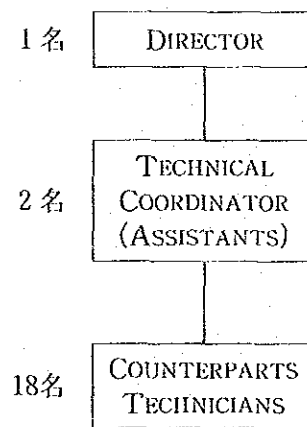 1名 DIRECTOR
2名 TECHNICAL
COORDINATOR
(ASSISTANTS)
18名 COUNTERPARTS
TECHNICIANS